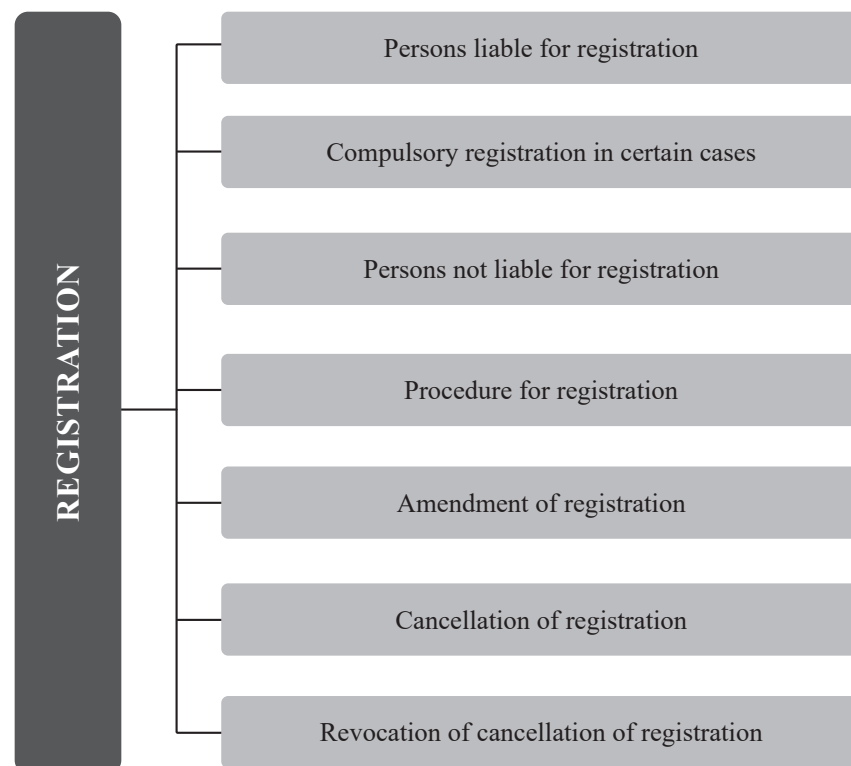 REGISTRATION
Persons liable for registration
Compulsory registration in certain cases
Persons not liable for registration
Procedure for registration
Amendment of registration
Cancellation of registration
Revocation of cancellation of registration